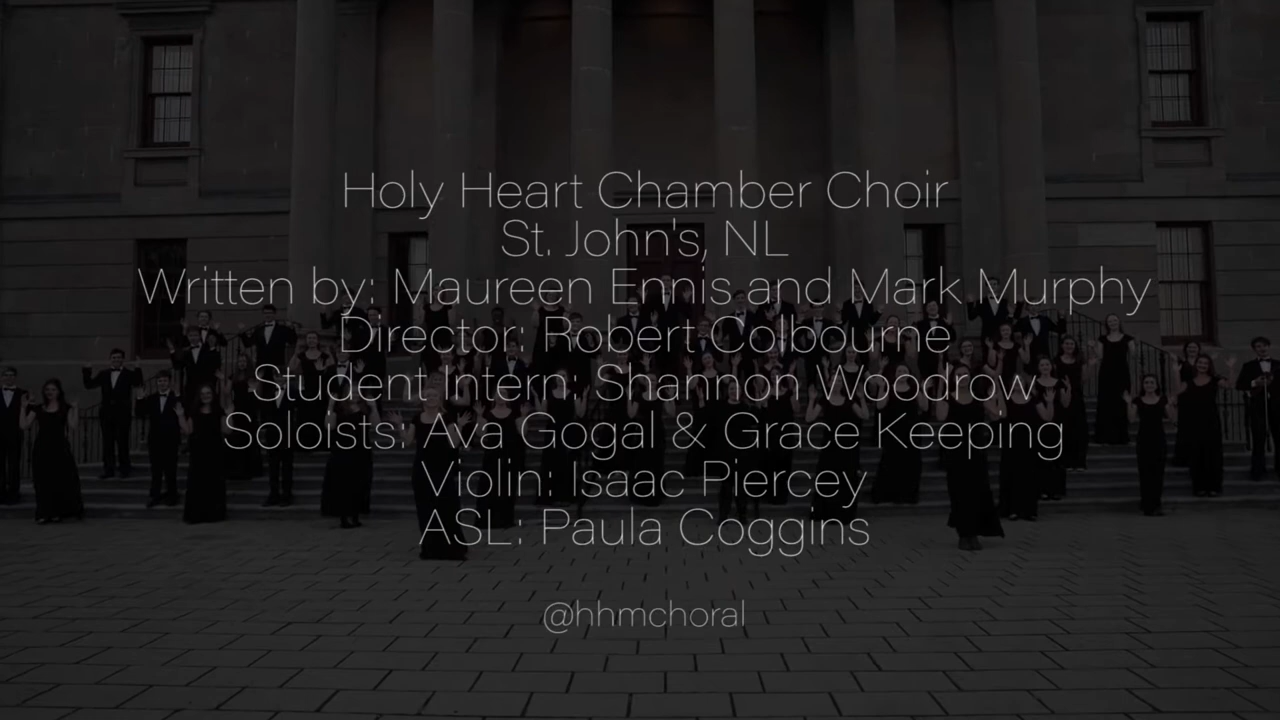 Holy Heart Chamber Choir
St. John's, NL
Written by: Maureen Ennis and Mark Murphy
Director: Robert Colbourne
Student Intern: Shannon Woodrow
Soloists: Ava Gogal & Grace Keeping
Violin: Isaac Piercey
ASL: Paula Coggins
@hhmchoral